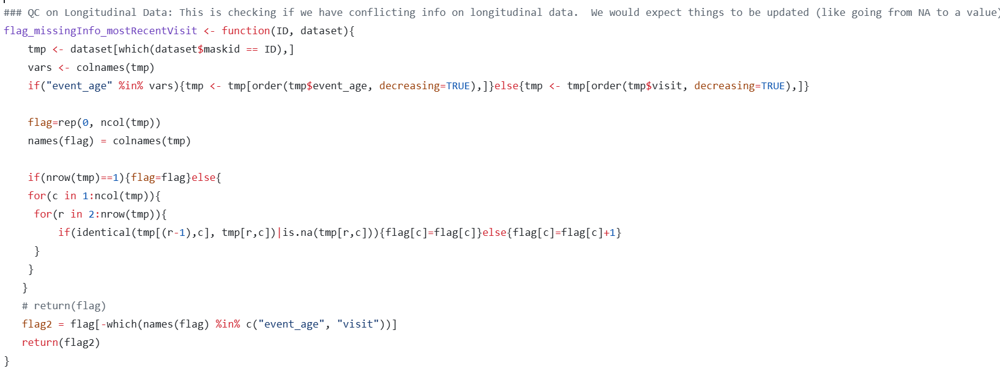 ### QC on Longitudinal Data: This is checking if we have conflicting info on longitudinal data.  We would expect things to be updated (like going from NA to a value)
flag_missingInfo_mostRecentVisit <- function(ID, dataset){
    tmp <- dataset[which(dataset$maskid == ID),]
    vars <- colnames(tmp)
    if("event_age" %in% vars){tmp <- tmp[order(tmp$event_age, decreasing=TRUE),]}else{tmp <- tmp[order(tmp$visit, decreasing=TRUE),]}
    flag=rep(0, ncol(tmp))
    names(flag) = colnames(tmp)
    if(nrow(tmp)==1){flag=flag}else{
    for(c in 1:ncol(tmp)){
     for(r in 2:nrow(tmp)){
         if(identical(tmp[(r-1),c], tmp[r,c])|is.na(tmp[r,c])){flag[c]=flag[c]}else{flag[c]=flag[c]+1}
     }
    }
   }
   # return(flag)
   flag2 = flag[-which(names(flag) %in% c("event_age", "visit"))]
   return(flag2)
}